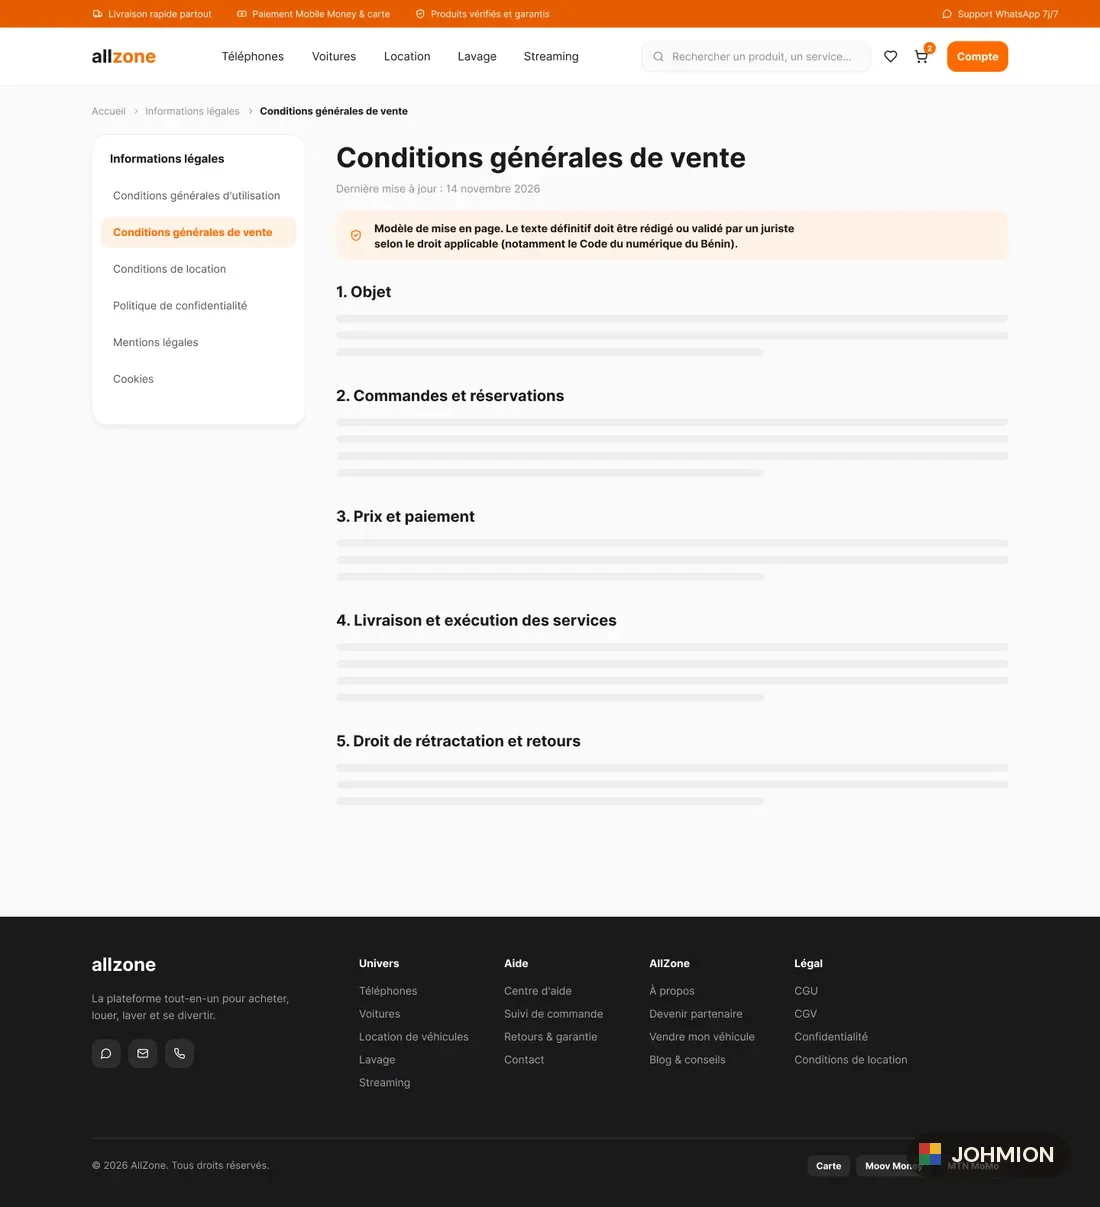 Livraison rapide partout
Paiement Mobile Money & carte
Produits vérifiés et garantis
Support WhatsApp 7j/7
allzone
Téléphones
Voitures
Location
Lavage
Streaming
Rechercher un produit, un service...
2
Compte
Accueil > Informations légales > Conditions générales de vente
Informations légales
Conditions générales d'utilisation
Conditions générales de vente
Conditions de location
Politique de confidentialité
Mentions légales
Cookies
Conditions générales de vente
Dernière mise à jour : 14 novembre 2026
Modèle de mise en page. Le texte définitif doit être rédigé ou validé par un juriste
selon le droit applicable (notamment le Code du numérique du Bénin).
1. Objet
2. Commandes et réservations
3. Prix et paiement
4. Livraison et exécution des services
5. Droit de rétractation et retours
allzone
La plateforme tout-en-un pour acheter,
louer, laver et se divertir.
Univers
Téléphones
Voitures
Location de véhicules
Lavage
Streaming
Aide
Centre d'aide
Suivi de commande
Retours & garantie
Contact
AllZone
À propos
Devenir partenaire
Vendre mon véhicule
Blog & conseils
Légal
CGU
CGV
Confidentialité
Conditions de location
© 2026 AllZone. Tous droits réservés.
Carte
Moov Money
MTN MoMo
JOHMION